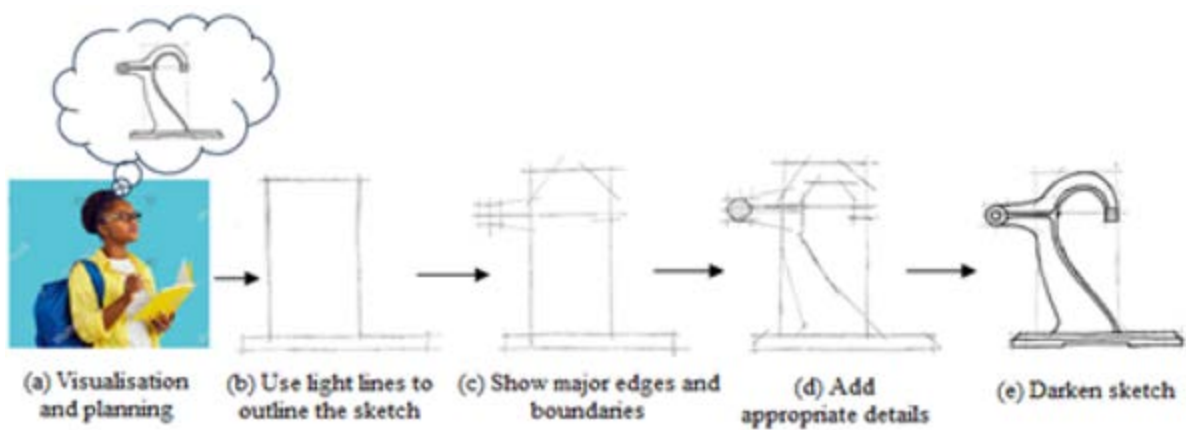 (a) Visualisation
and planning
(b) Use light lines to
outline the sketch
(c) Show major edges and
boundaries
(d) Add
appropriate details
(e) Darken sketch